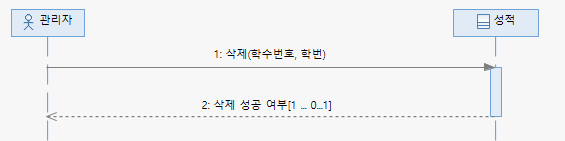 관리자
성적
1: 삭제(학수번호, 학번)
2: 삭제 성공 여부[1 ... 0...1]